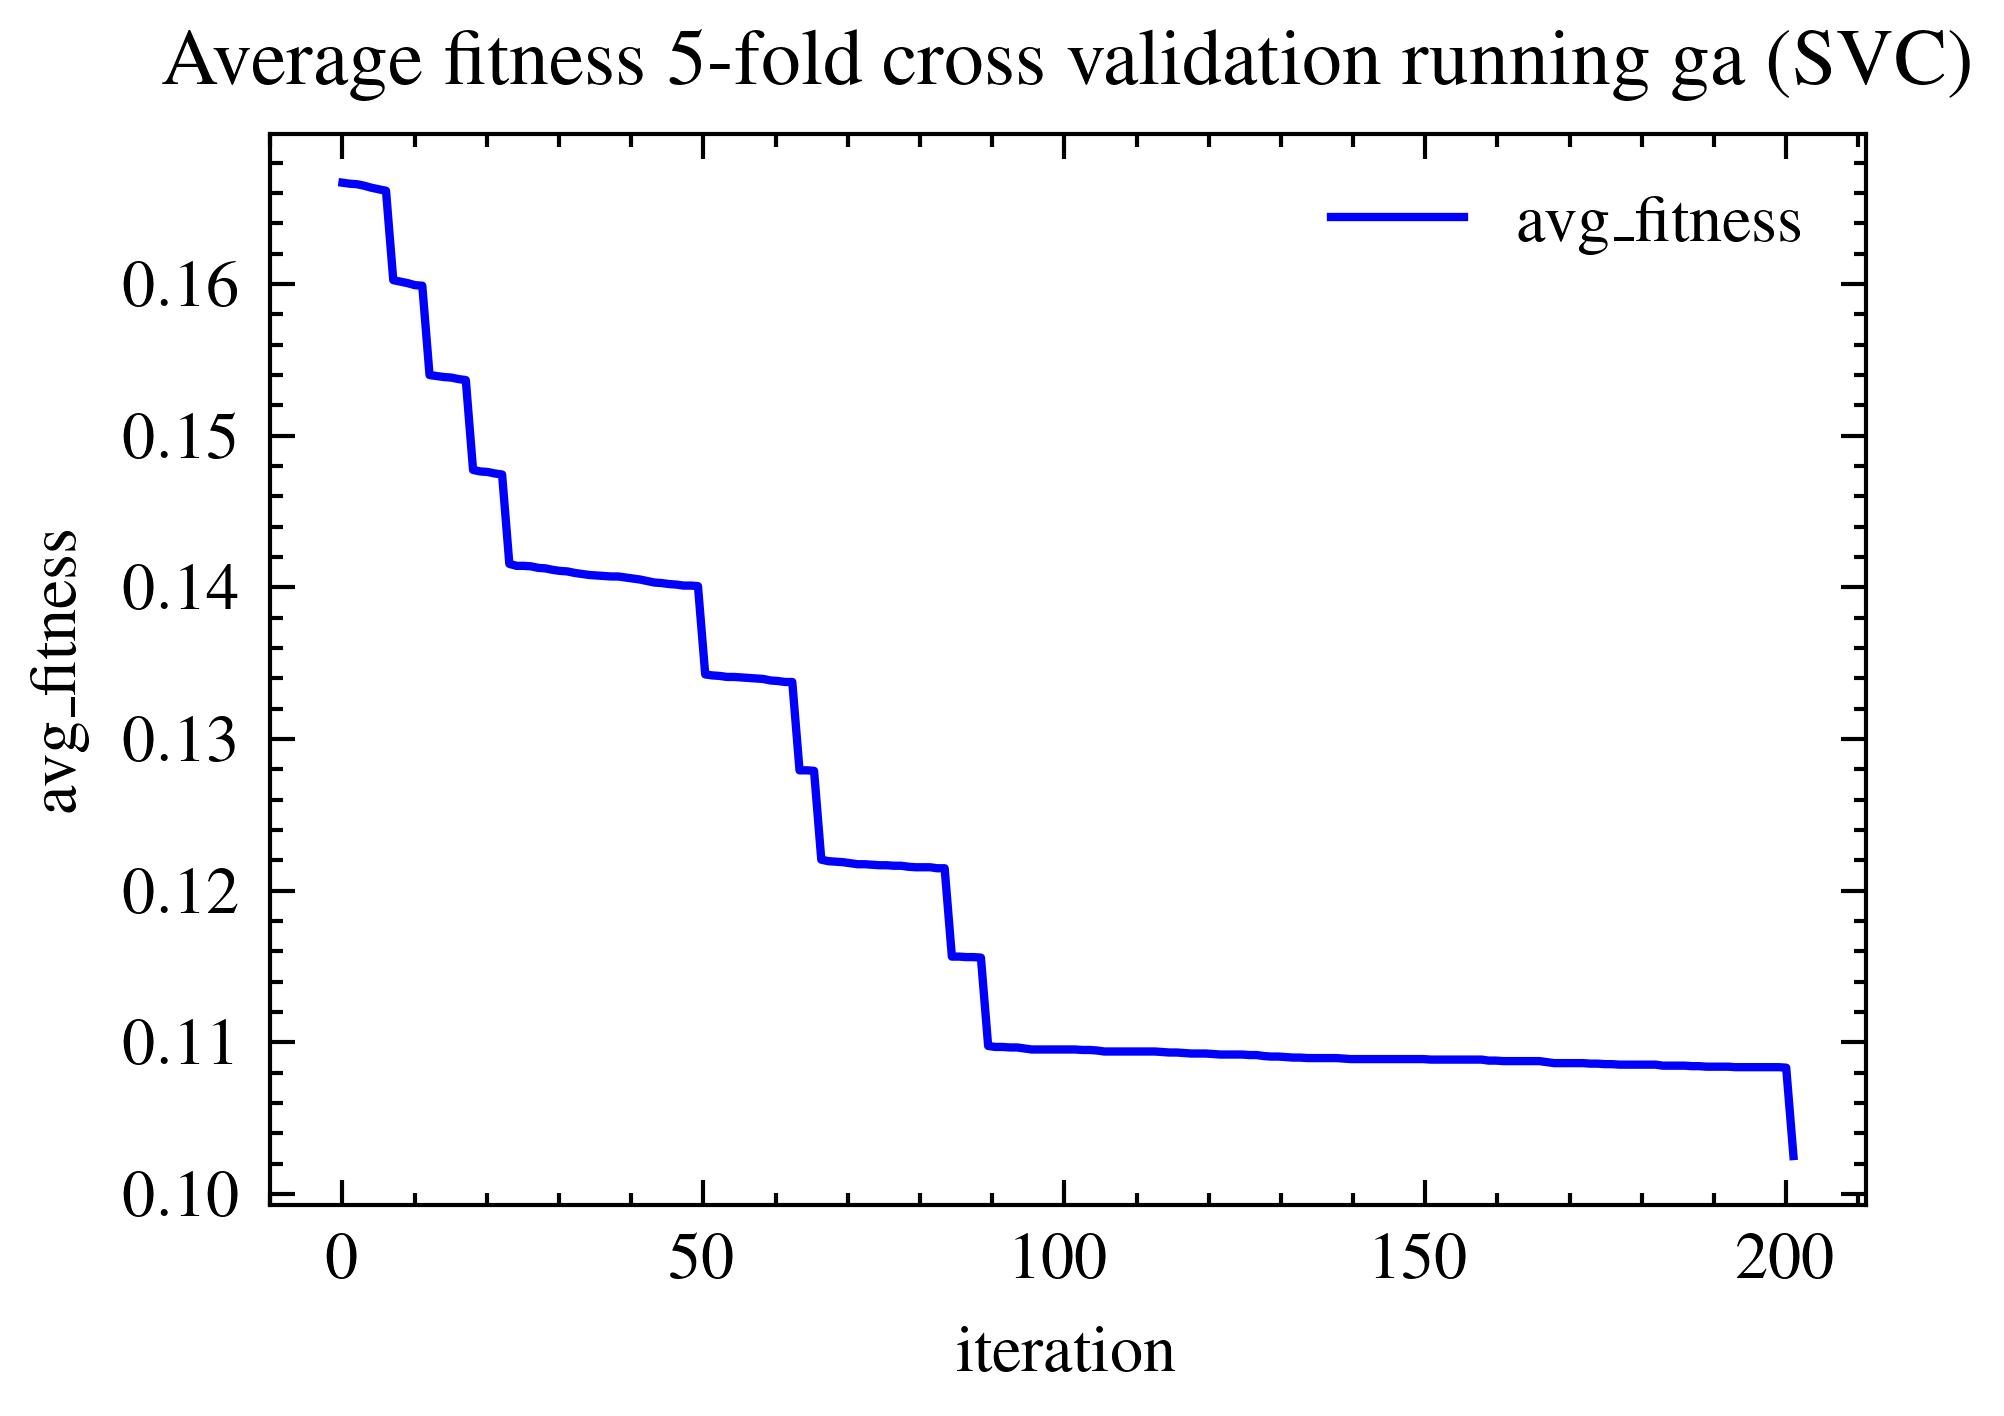 Average fitness 5-fold cross validation running ga (SVC)
avg_fitness
0.16
0.15
0.14
0.13
0.12
0.11
0.10
avg_fitness
0 50 100 150 200
iteration